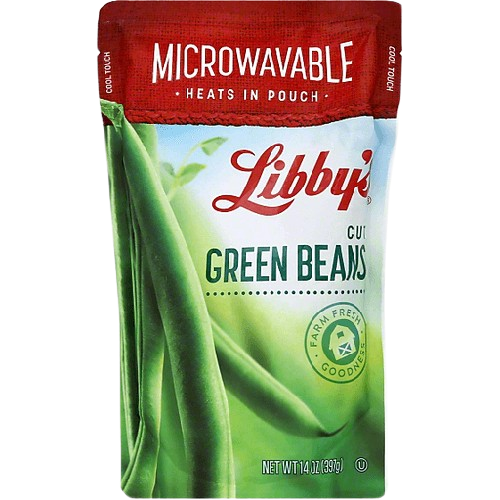 MICROWAVABLE
• HEATS IN POUCH •
COOL TOUCH
COOL TOUCH
Libby's®
CUT
GREEN BEANS
FARM FRESH
GOODNESS
NET WT 14 OZ (397g)
U